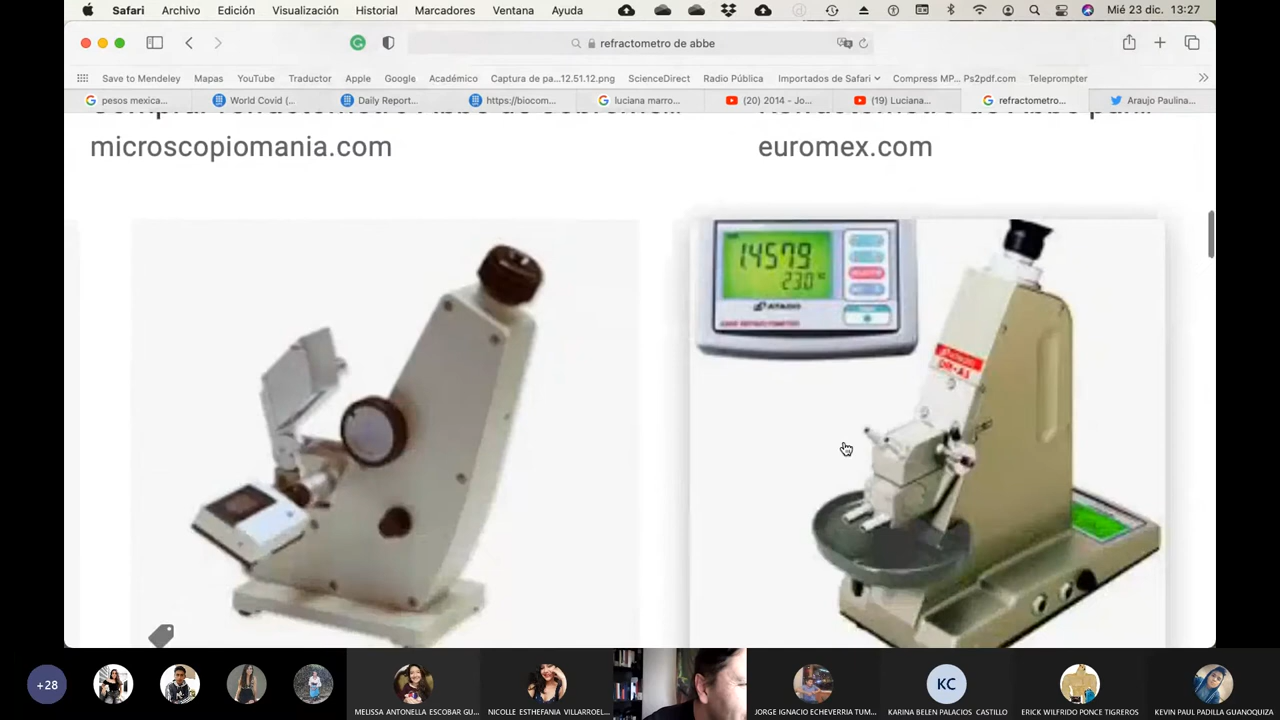 Safari Archivo Edición Visualización Historial Marcadores Ventana Ayuda Mié 23 dic. 13:27
refractometro de abbe
Save to Mendeley Mapas YouTube Traductor Apple Google Académico Captura de pa...12.51.12.png ScienceDirect Radio Pública Importados de Safari Compress MP... Ps2pdf.com Teleprompter
pesos mexica... World Covid (... Daily Report... https://biocom... luciana marro... (20) 2014 - Jo... (19) Luciana... refractometro... Araujo Paulina...
microscopiomania.com euromex.com
1.4579
230
ATAGO
+28 MELISSA ANTONELLA ESCOBAR GU... NICOLLE ESTHEFANIA VILLARROEL... JORGE IGNACIO ECHEVERRIA TUM... KC KARINA BELEN PALACIOS CASTILLO ERICK WILFRIDO PONCE TIGREROS KEVIN PAUL PADILLA GUANOQUIZA